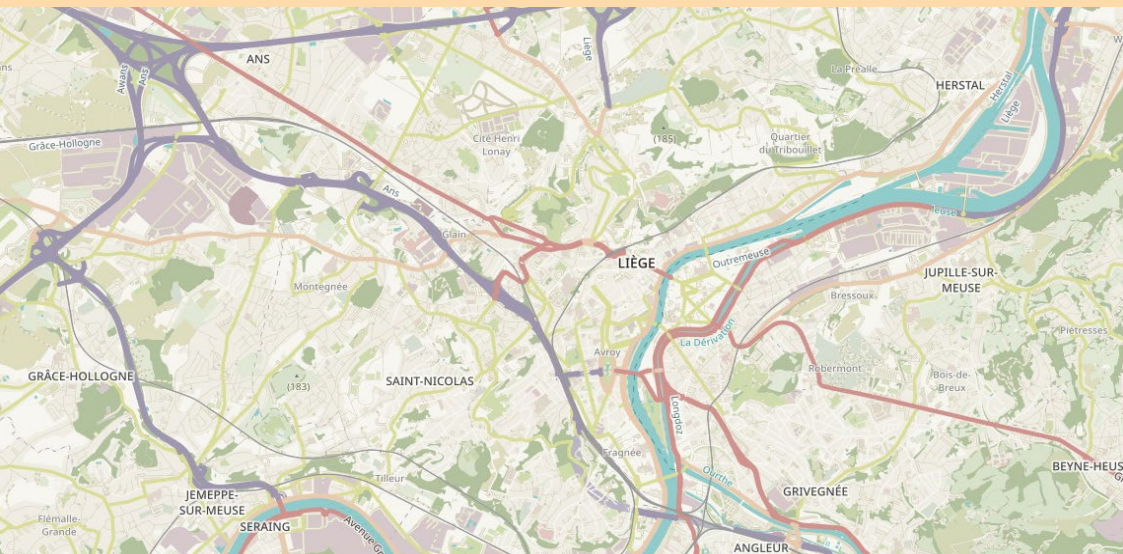 Liège
ANS
La Préalle
Awans
Ans
HERSTAL
Herstal
Liège
Cité Henri
Lonay
(185)
Quartier
du Tribouillet
Grâce-Hollogne
Ans
Glain
Outremeuse
LIÈGE
JUPILLE-SUR-
MEUSE
Montegnée
Bressoux
La Dérivation
Piétresses
Avroy
Robermont
GRÂCE-HOLLOGNE
(183)
SAINT-NICOLAS
Bois-de-
Breux
Longdoz
Fragnée
BEYNE-HEUS
Tilleur
Ourthe
GRIVEGNÉE
JEMEPPE-
SUR-MEUSE
Flémalle-
Grande
SERAING
Avenue Gr
ANGLEUR